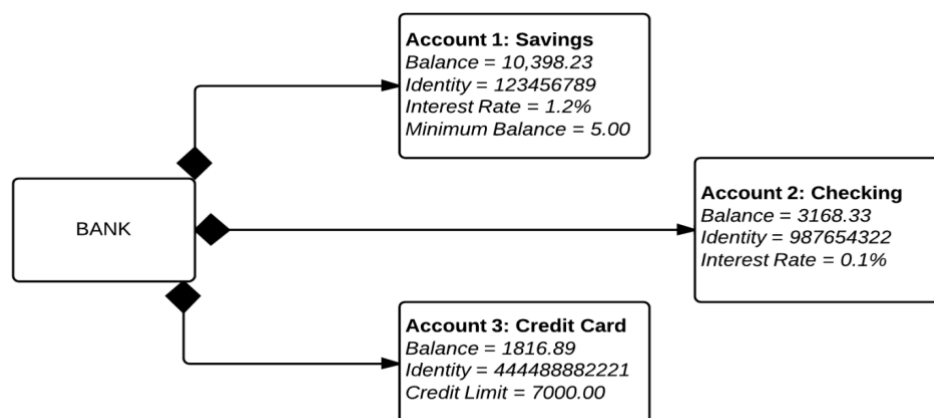 Account 1: Savings
Balance = 10,398.23
Identity = 123456789
Interest Rate = 1.2%
Minimum Balance = 5.00
BANK
Account 2: Checking
Balance = 3168.33
Identity = 987654322
Interest Rate = 0.1%
Account 3: Credit Card
Balance = 1816.89
Identity = 444488882221
Credit Limit = 7000.00